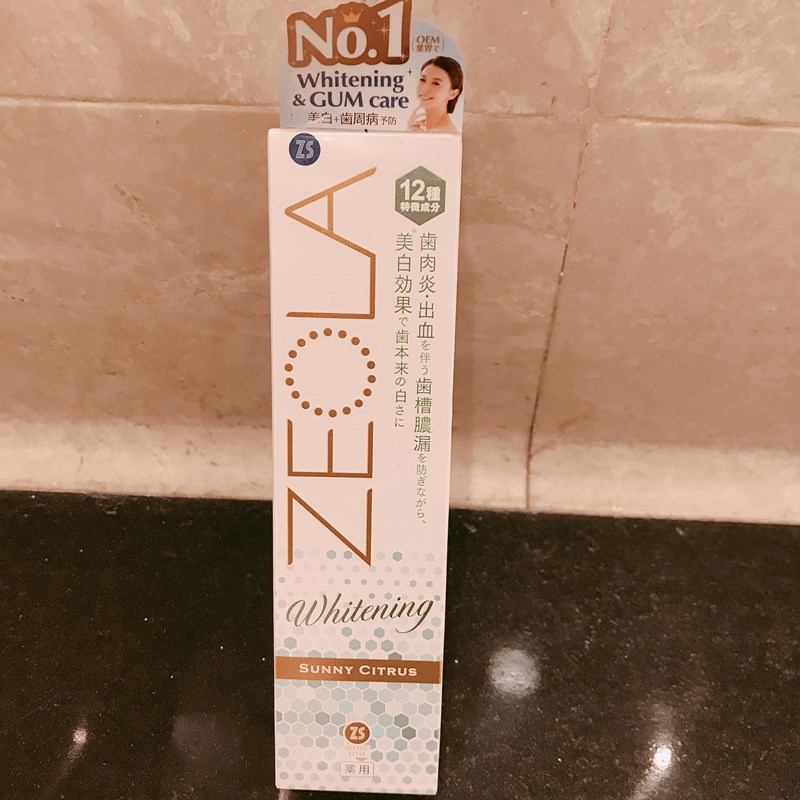 No.1
OEM
業界で
Whitening
& GUM care
美白+歯周病予防
ZS
ZEOLA
12種
特徴成分
歯肉炎・出血を伴う歯槽膿漏を防ぎながら、
美白効果で歯本来の白さに
Whitening
SUNNY CITRUS
ZS
薬用